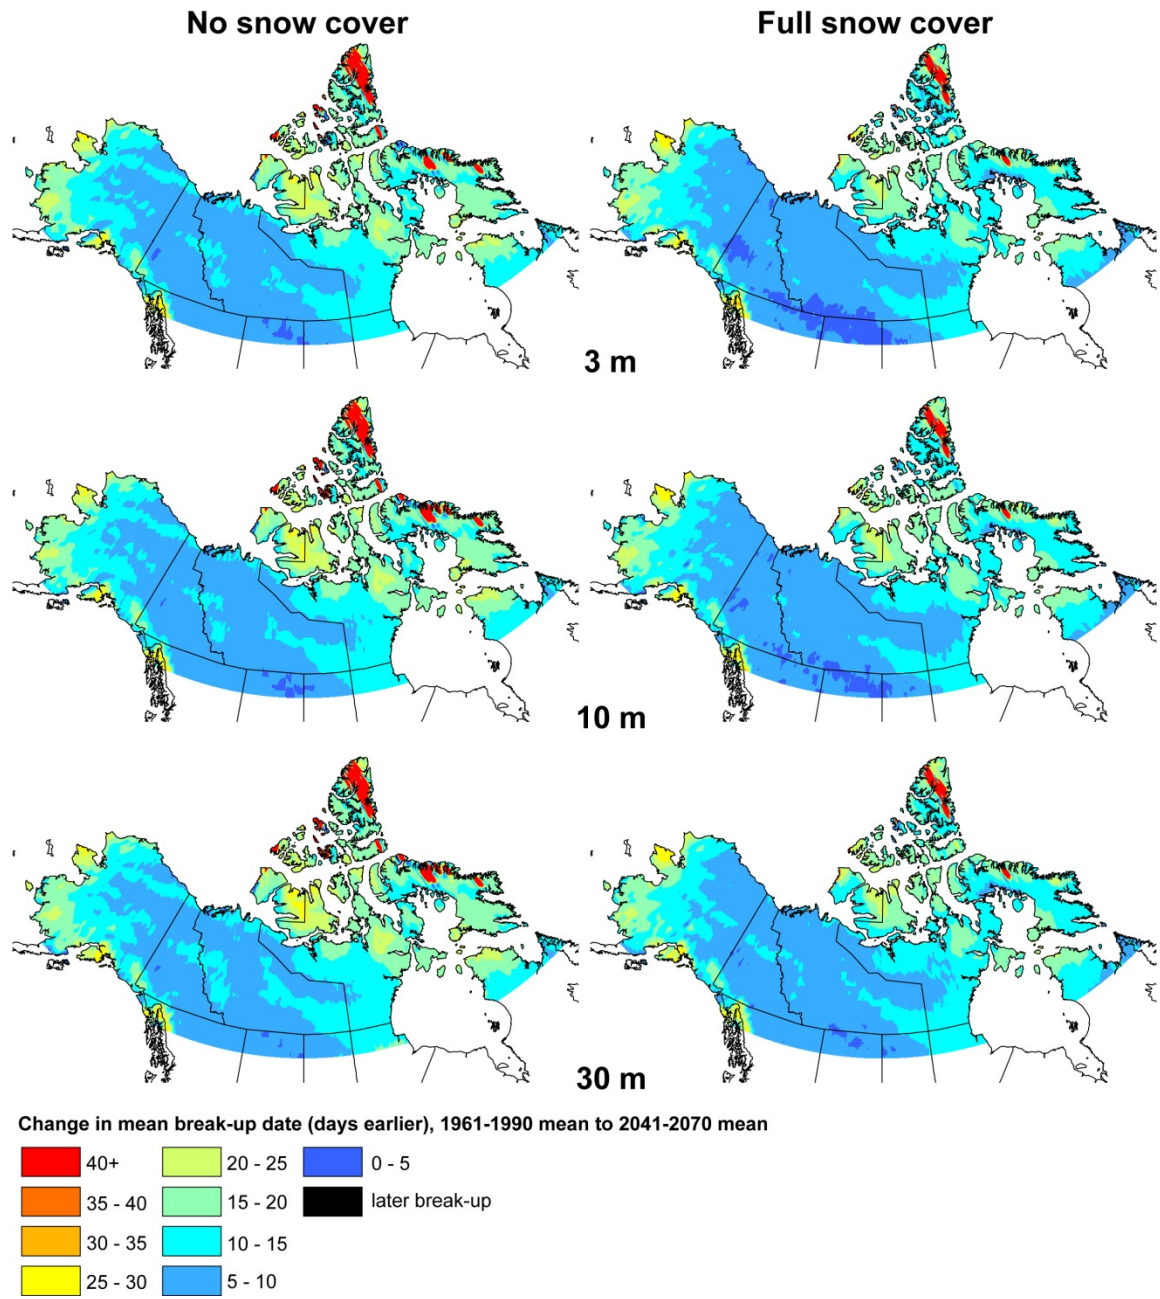 No snow cover
Full snow cover
3 m
10 m
30 m
Change in mean break-up date (days earlier), 1961-1990 mean to 2041-2070 mean
40+
20 - 25
0 - 5
35 - 40
15 - 20
later break-up
30 - 35
10 - 15
25 - 30
5 - 10